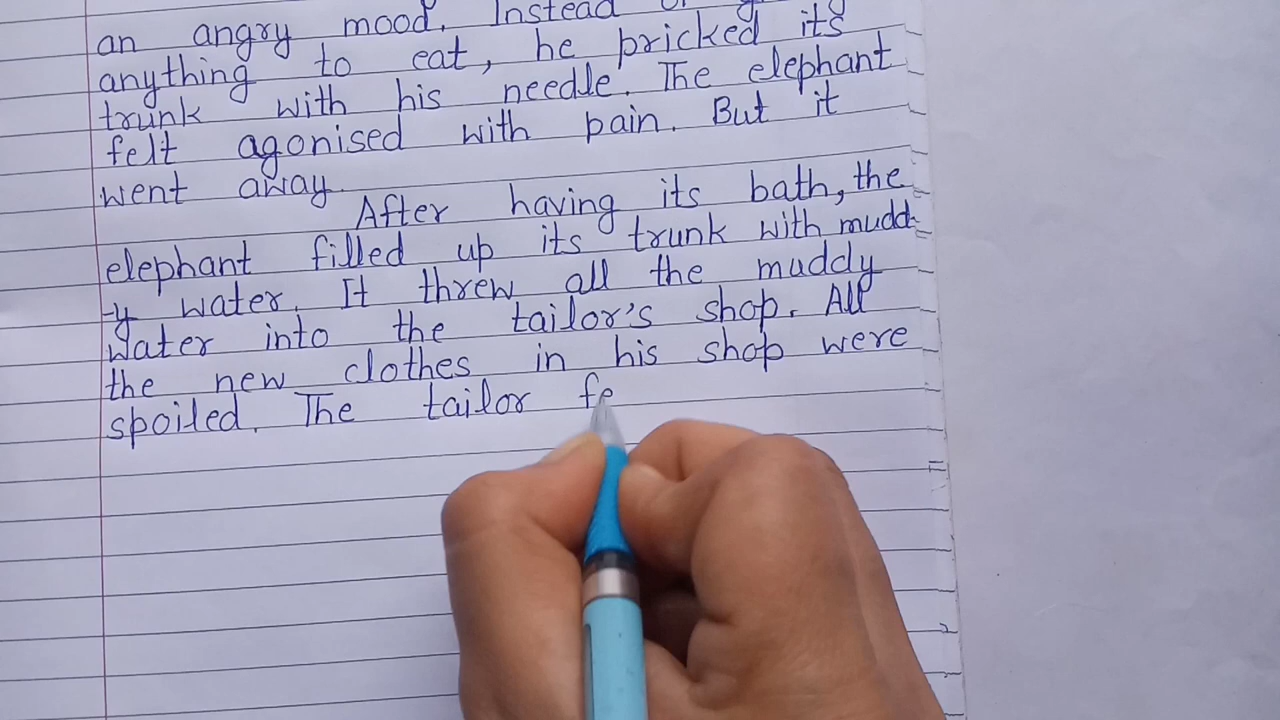 an angry mood. Instead
anything to eat, he pricked its
trunk with his needle. The elephant
felt agonised with pain. But it
went away.
After having its bath, the
elephant filled up its trunk with mudd-
-y water. It threw all the muddy
water into the tailor's shop. All
the new clothes in his shop were
spoiled. The tailor fe